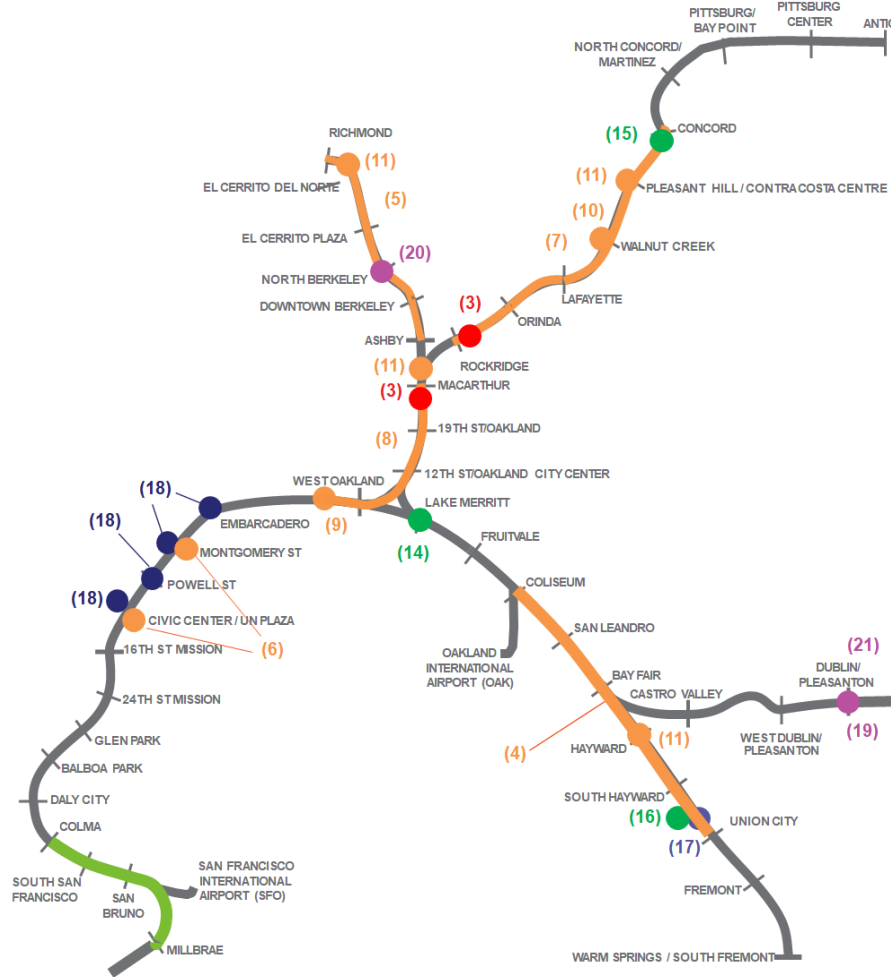 PITTSBURG/
BAY POINT
PITTSBURG
CENTER
ANTIC
NORTH CONCORD/
MARTINEZ
(15)
CONCORD
RICHMOND
(11)
EL CERRITO DEL NORTE
(5)
(11)
PLEASANT HILL / CONTRA COSTA CENTRE
(10)
EL CERRITO PLAZA
(7)
WALNUT CREEK
(20)
NORTH BERKELEY
DOWNTOWN BERKELEY
LAFAYETTE
(3)
ORINDA
ASHBY
ROCKRIDGE
(11)
MACARTHUR
(3)
19TH ST/OAKLAND
(8)
12TH ST/OAKLAND CITY CENTER
WEST OAKLAND
LAKE MERRITT
(18)
EMBARCADERO
(9)
(18)
FRUITVALE
(14)
MONTGOMERY ST
POWELL ST
COLISEUM
(18)
CIVIC CENTER / UN PLAZA
SAN LEANDRO
16TH ST MISSION
(6)
OAKLAND
INTERNATIONAL
AIRPORT (OAK)
(21)
BAY FAIR
DUBLIN/
PLEASANTON
24TH ST MISSION
CASTRO VALLEY
(19)
GLEN PARK
(4)
HAYWARD
(11)
WEST DUBLIN/
PLEASANTON
BALBOA PARK
DALY CITY
SOUTH HAYWARD
(16)
(17)
UNION CITY
COLMA
SOUTH SAN
FRANCISCO
SAN
BRUNO
SAN FRANCISCO
INTERNATIONAL
AIRPORT (SFO)
FREMONT
MILLBRAE
WARM SPRINGS / SOUTH FREMONT
(18)